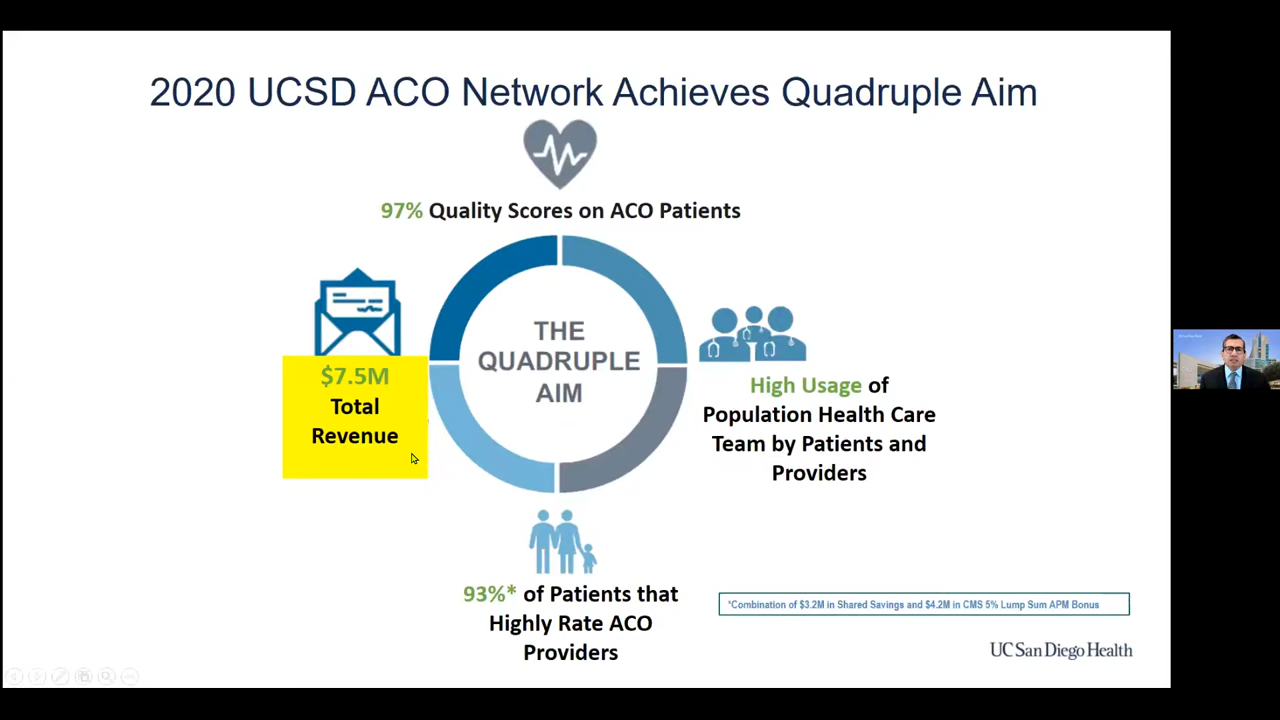 2020 UCSD ACO Network Achieves Quadruple Aim
97% Quality Scores on ACO Patients
$7.5M
Total
Revenue
THE
QUADRUPLE
AIM
High Usage of
Population Health Care
Team by Patients and
Providers
93%* of Patients that
Highly Rate ACO
Providers
*Combination of $3.2M in Shared Savings and $4.2M in CMS 5% Lump Sum APM Bonus
UC San Diego Health